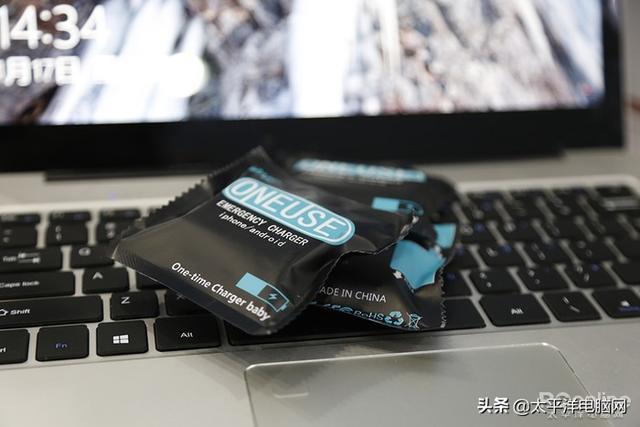 14:34
月17日
ONEUSE
EMERGENCY CHARGER
iphone/android
One-time Charger baby
MADE IN CHINA
RoHS
Caps Lock
A
Shift
Z
Fn
Alt
Alt
Ctrl
头条 @太平洋电脑网